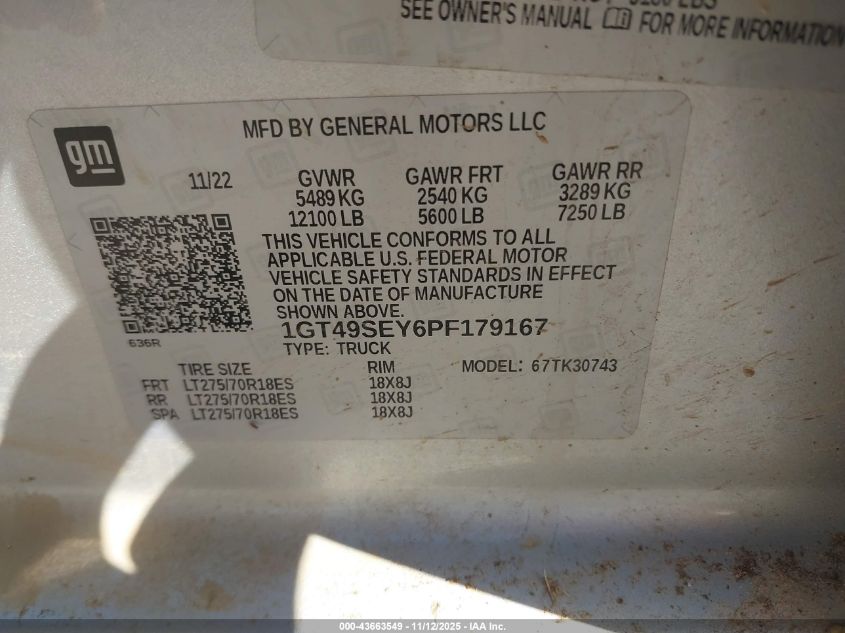 SEE OWNER'S MANUAL FOR MORE INFORMATION
MFD BY GENERAL MOTORS LLC
gm
11/22
GVWR GAWR FRT GAWR RR
5489 KG 2540 KG 3289 KG
12100 LB 5600 LB 7250 LB
THIS VEHICLE CONFORMS TO ALL
APPLICABLE U.S. FEDERAL MOTOR
VEHICLE SAFETY STANDARDS IN EFFECT
ON THE DATE OF MANUFACTURE
SHOWN ABOVE.
636R
1GT49SEY6PF179167
TYPE: TRUCK
TIRE SIZE RIM MODEL: 67TK30743
FRT LT275/70R18ES 18X8J
RR LT275/70R18ES 18X8J
SPA LT275/70R18ES 18X8J
000-43663549 - 11/12/2025 - IAA Inc.